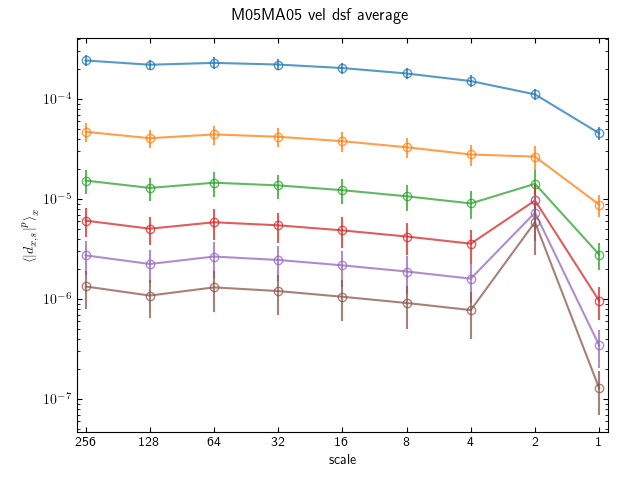 M05MA05 vel dsf average
10⁻⁴
10⁻⁵
10⁻⁶
10⁻⁷
⟨|d_{x,s}|^p⟩_x
256 128 64 32 16 8 4 2 1
scale